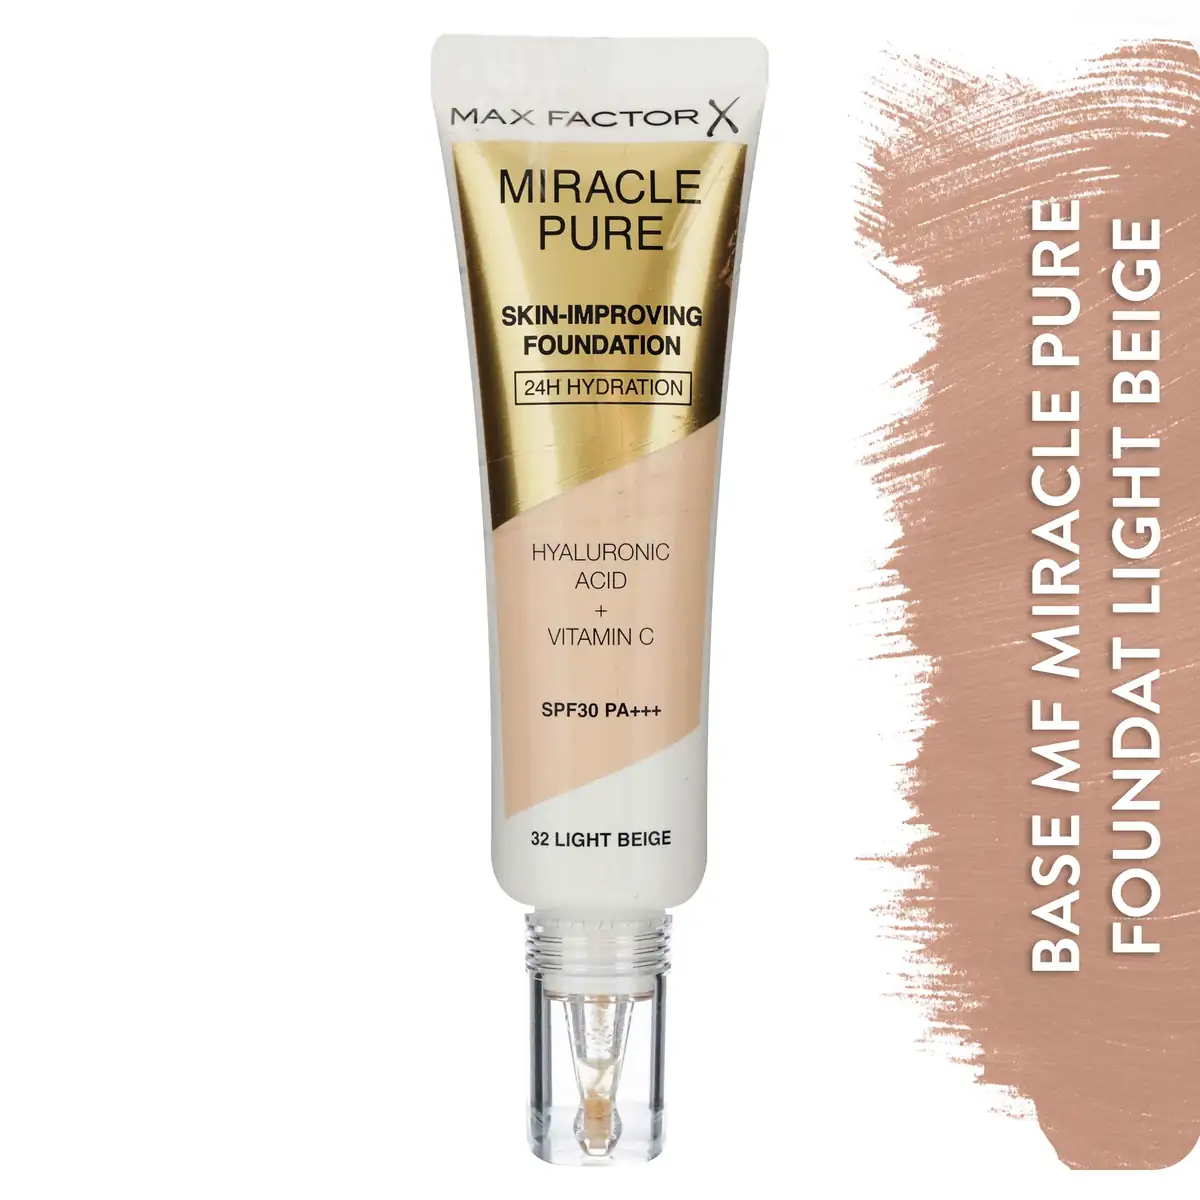 MAX FACTOR X
MIRACLE
PURE
SKIN-IMPROVING
FOUNDATION
24H HYDRATION
HYALURONIC
ACID
+
VITAMIN C
SPF30 PA+++
32 LIGHT BEIGE
BASE MF MIRACLE PURE
FOUNDAT LIGHT BEIGE